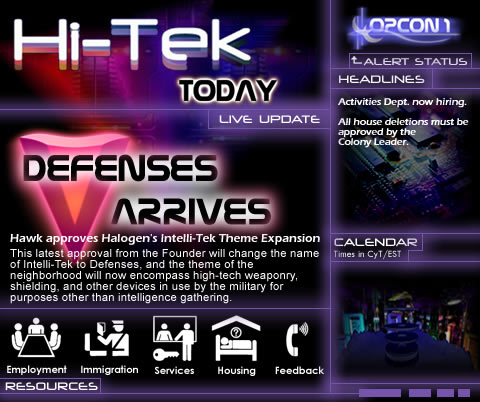 Hi-Tek
TODAY
LIVE UPDATE
DEFENSES
ARRIVES
Hawk approves Halogen's Intelli-Tek Theme Expansion
This latest approval from the Founder will change the name
of Intelli-Tek to Defenses, and the theme of the
neighborhood will now encompass high-tech weaponry,
shielding, and other devices in use by the military for
purposes other than intelligence gathering.
Employment
Immigration
Services
Housing
Feedback
RESOURCES
OPCON 1
ALERT STATUS
HEADLINES
Activities Dept. now hiring.
All house deletions must be
approved by the
Colony Leader.
CALENDAR
Times in CyT/EST